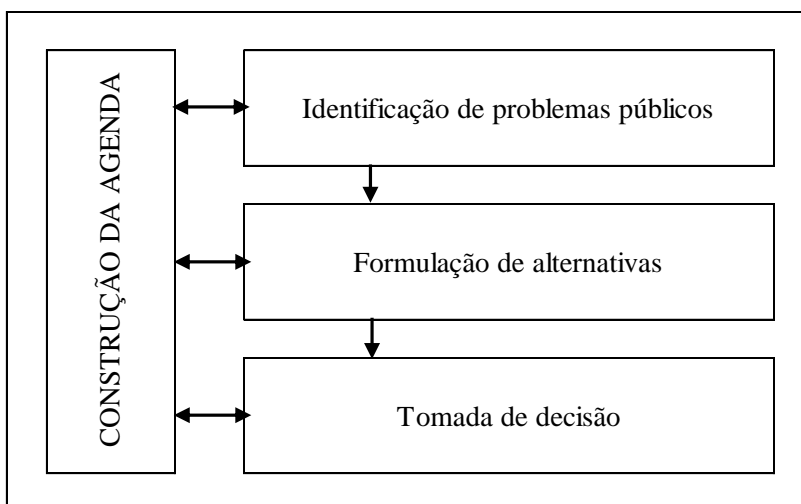 CONSTRUÇÃO DA AGENDA
Identificação de problemas públicos
Formulação de alternativas
Tomada de decisão